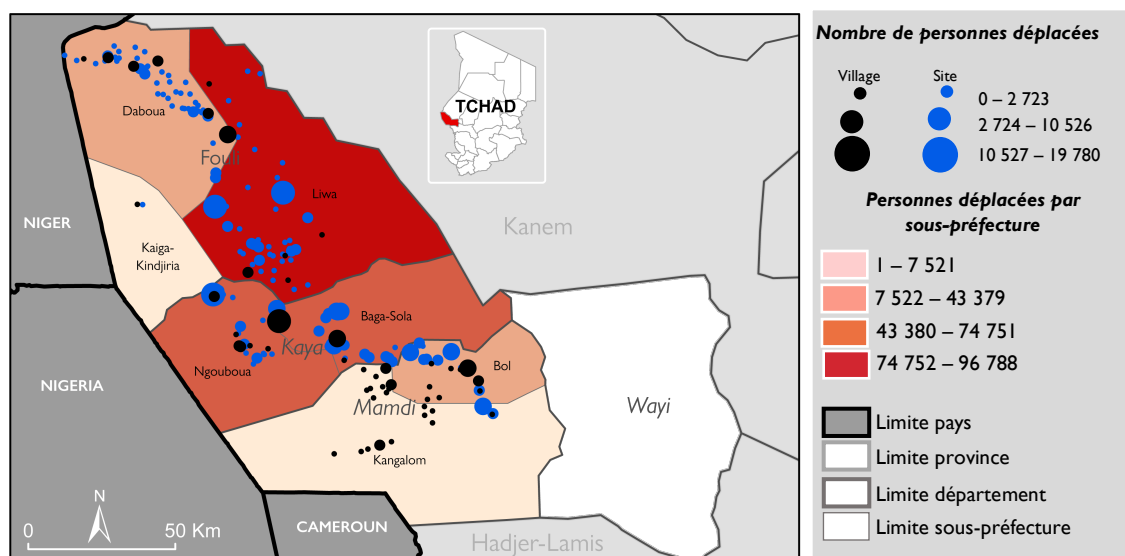 TCHAD
Daboua
Fouli
Liwa
Kanem
NIGER
Kaiga-
Kindjiria
Baga-Sola
Kaya
Ngouboua
Bol
NIGERIA
Mamdi
Wayi
Kangalom
N
0 50 Km
CAMEROUN
Hadjer-Lamis
Nombre de personnes déplacées
Village Site
0 – 2 723
2 724 – 10 526
10 527 – 19 780
Personnes déplacées par
sous-préfecture
1 – 7 521
7 522 – 43 379
43 380 – 74 751
74 752 – 96 788
Limite pays
Limite province
Limite département
Limite sous-préfecture